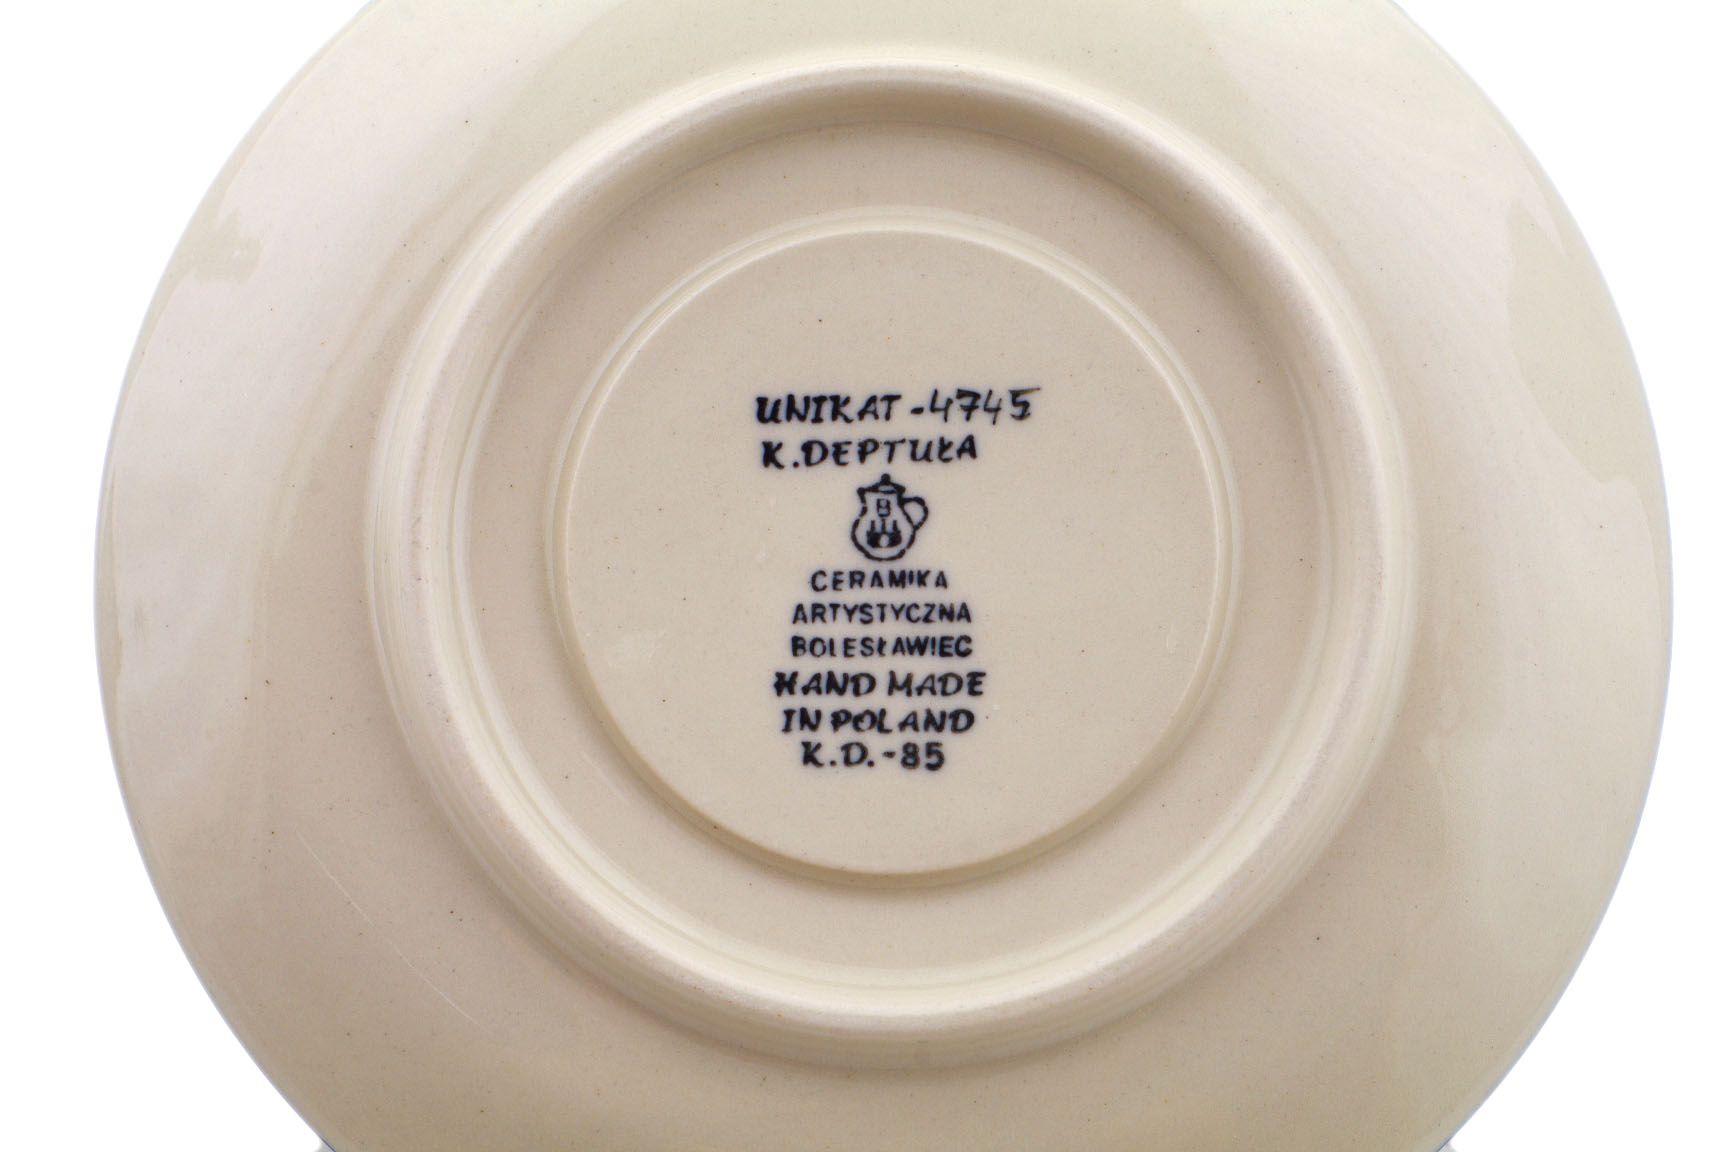 UNIKAT -4745
K. DEPTUŁA
B
CERAMIKA
ARTYSTYCZNA
BOLESŁAWIEC
HAND MADE
IN POLAND
K.D.-85